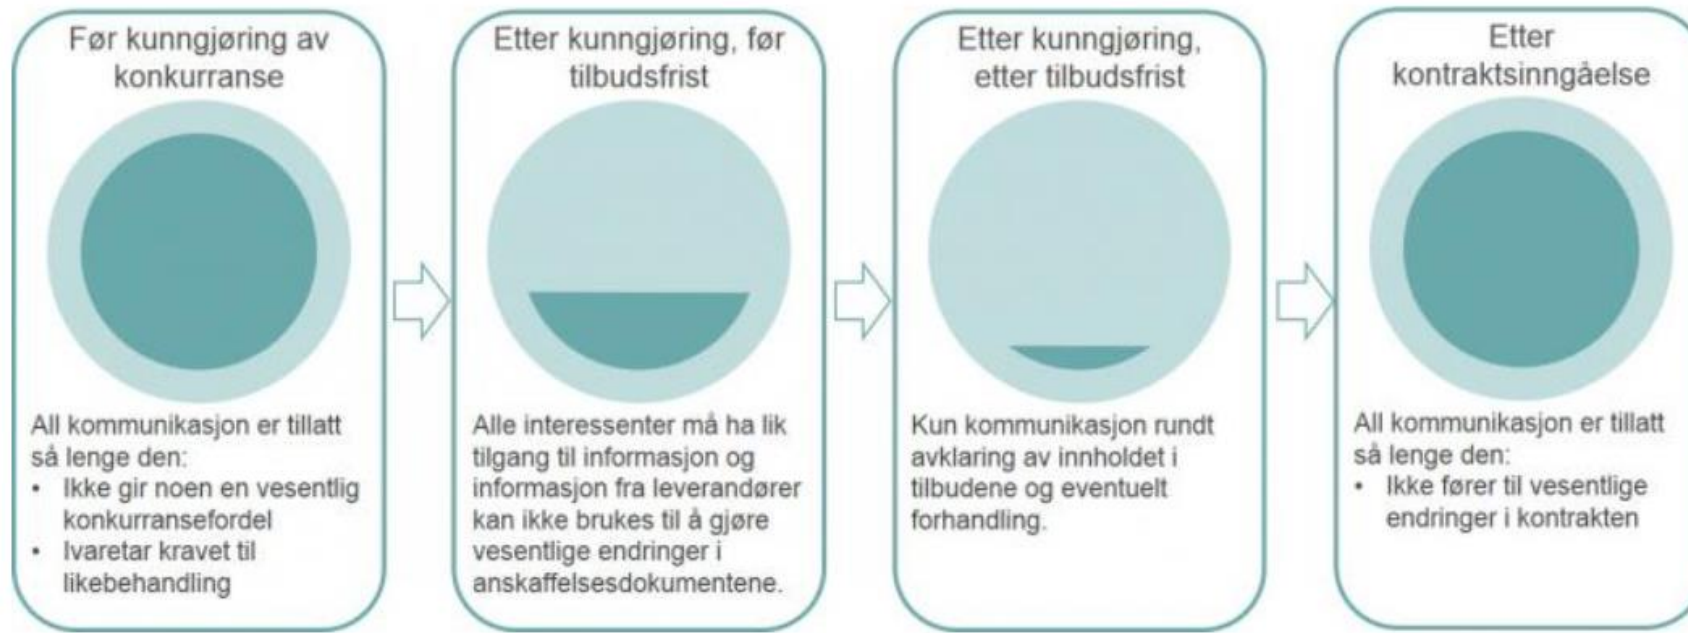 Før kunngjøring av
konkurranse
All kommunikasjon er tillatt
så lenge den:
• Ikke gir noen en vesentlig
konkurransefordel
• Ivaretar kravet til
likebehandling
Etter kunngjøring, før
tilbudsfrist
Alle interessenter må ha lik
tilgang til informasjon og
informasjon fra leverandører
kan ikke brukes til å gjøre
vesentlige endringer i
anskaffelsesdokumentene.
Etter kunngjøring,
etter tilbudsfrist
Kun kommunikasjon rundt
avklaring av innholdet i
tilbudene og eventuelt
forhandling.
Etter
kontraktsinngåelse
All kommunikasjon er tillatt
så lenge den:
• Ikke fører til vesentlige
endringer i kontrakten